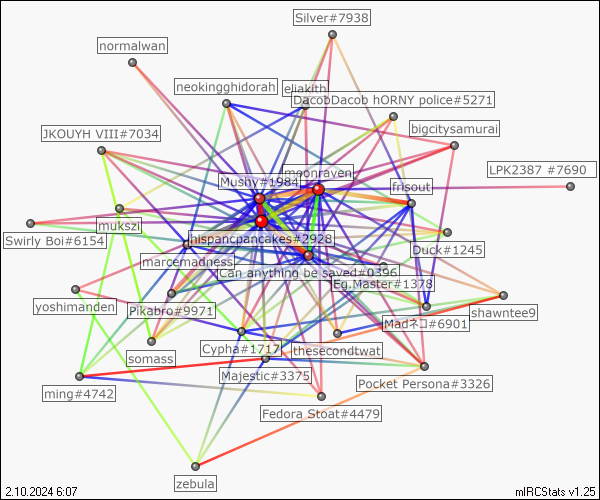 Silver#7938
normalwan
neokingghidorah
eliakith
DacobDacob hORNY police#5271
bigcitysamurai
JKOUYH VIII#7034
LPK2387 #7690
moonraven
Mushy#1984
frisout
mukszi
Swirly Boi#6154
hispancpancakes#2928
Duck#1245
marcemadness
Can anything be saved#0396
Eg.Master#1378
yoshimanden
Pikabro#9971
shawntee9
Madネコ#6901
Cypha#1717
thesecondtwat
somass
Majestic#3375
Pocket Persona#3326
ming#4742
Fedora Stoat#4479
zebula
2.10.2024 6:07
mIRCStats v1.25